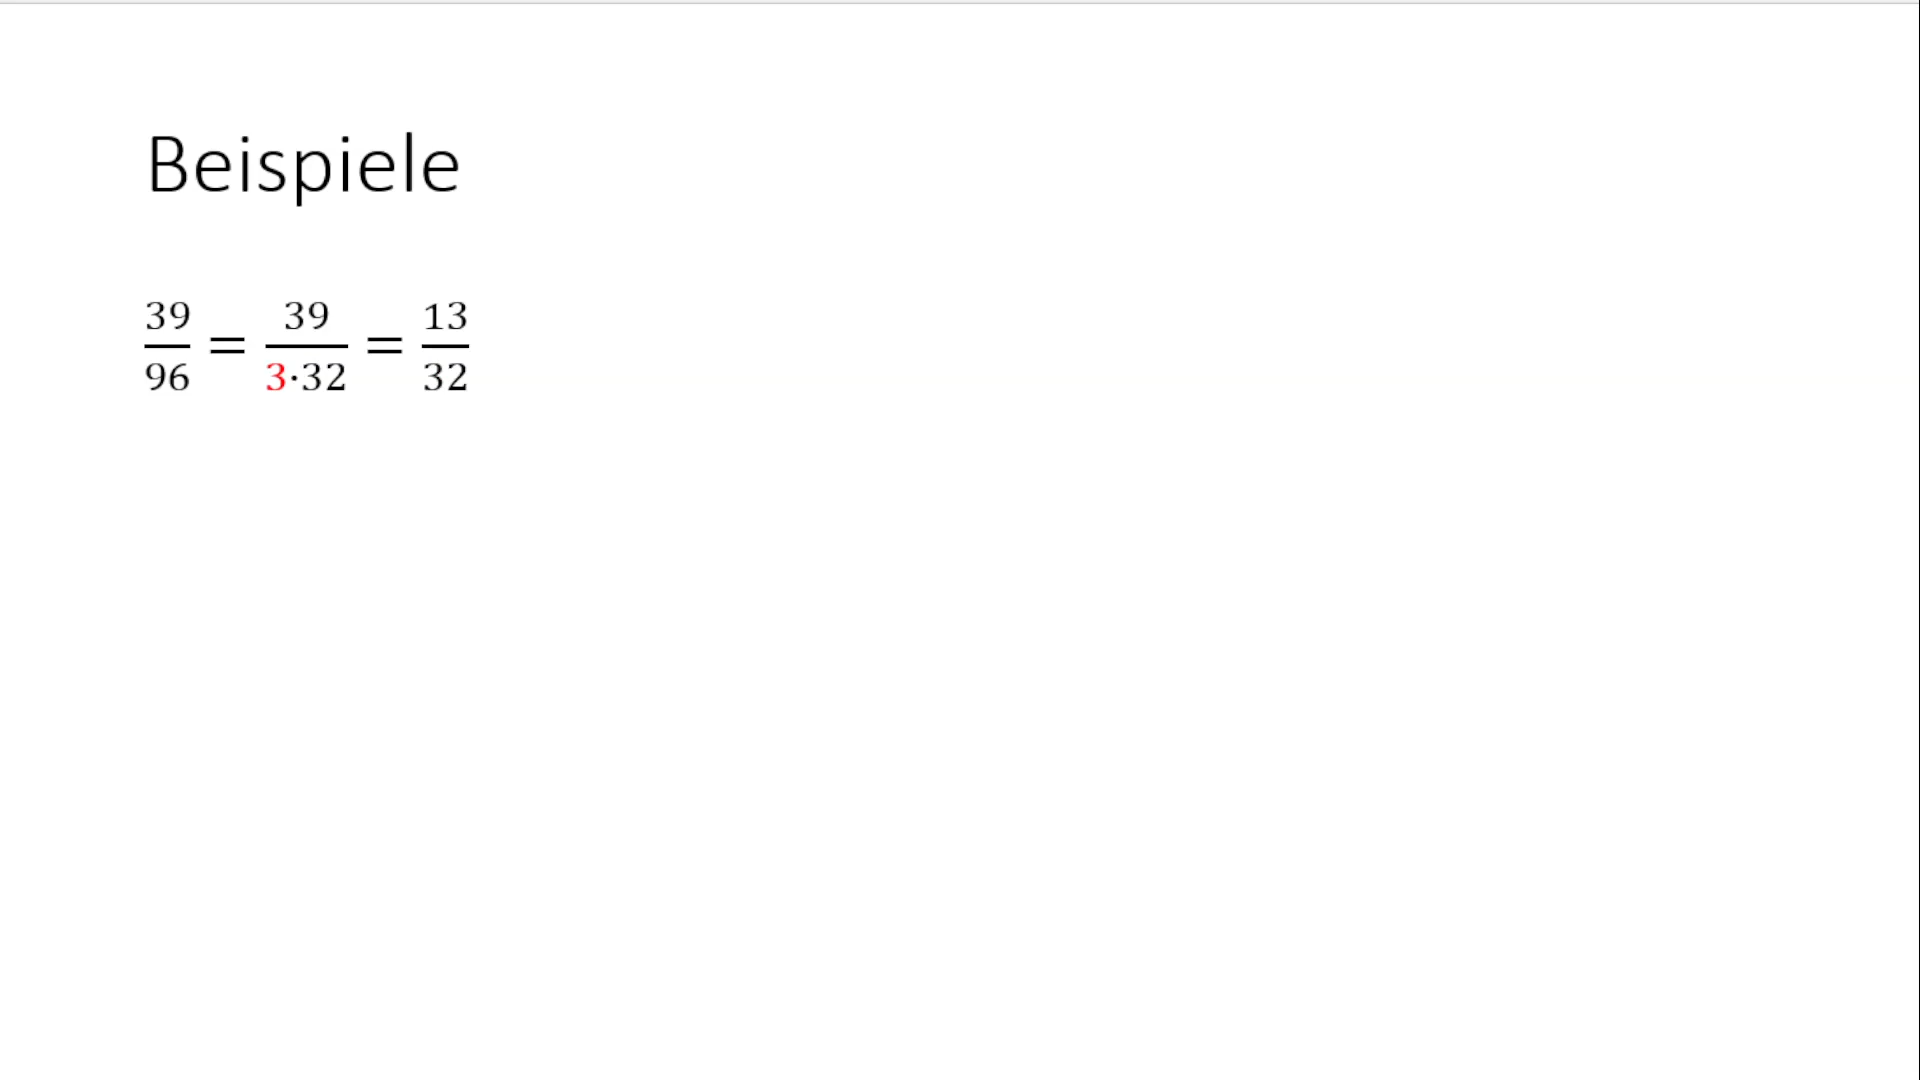 Beispiele
39/96 = 39/(3·32) = 13/32